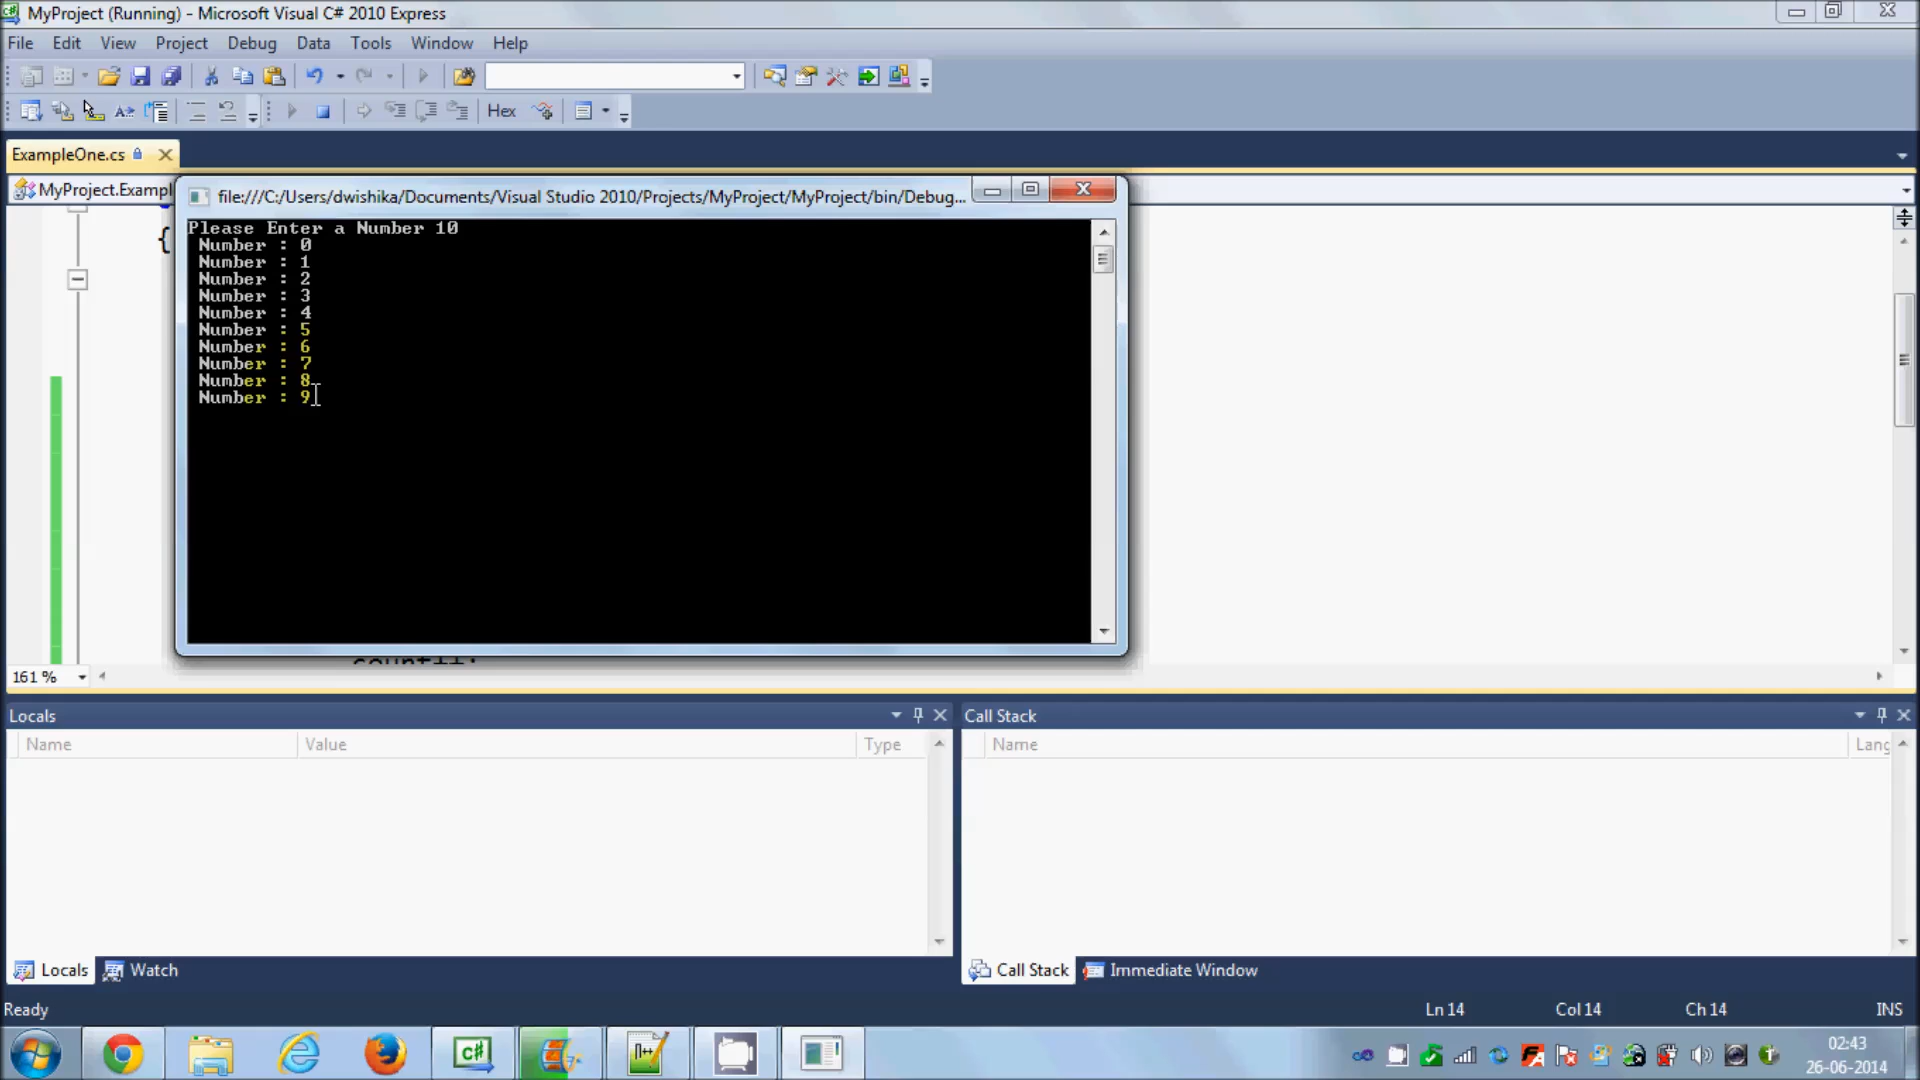 MyProject (Running) - Microsoft Visual C# 2010 Express
File Edit View Project Debug Data Tools Window Help
Hex
ExampleOne.cs
MyProject.Exampl
file:///C:/Users/dwishika/Documents/Visual Studio 2010/Projects/MyProject/MyProject/bin/Debug...
{
Please Enter a Number 10
Number : 0
Number : 1
Number : 2
Number : 3
Number : 4
Number : 5
Number : 6
Number : 7
Number : 8
Number : 9
161 %
Locals
Name Value Type
Call Stack
Name Lang
Locals Watch
Call Stack Immediate Window
Ready Ln 14 Col 14 Ch 14 INS
02:43
26-06-2014